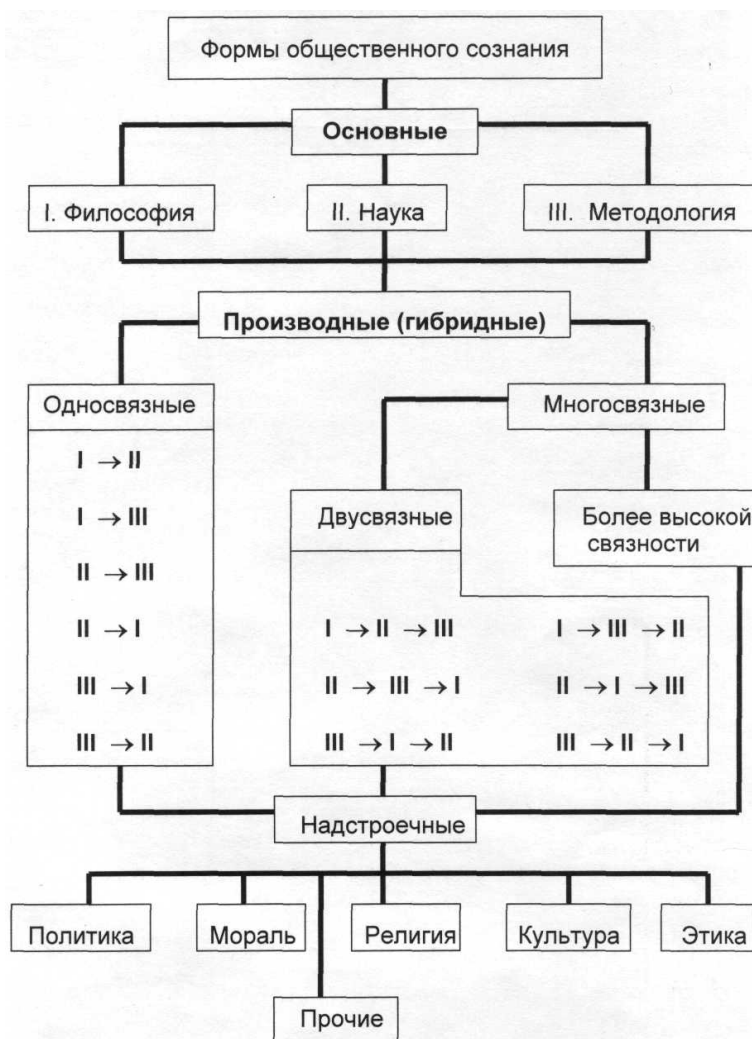 Формы общественного сознания
Основные
I. Философия
II. Наука
III. Методология
Производные (гибридные)
Односвязные
Многосвязные
I → II
I → III
II → III
II → I
III → I
III → II
Двусвязные
Более высокой
связности
I → II → III
I → III → II
II → III → I
II → I → III
III → I → II
III → II → I
Надстроечные
Политика
Мораль
Религия
Культура
Этика
Прочие